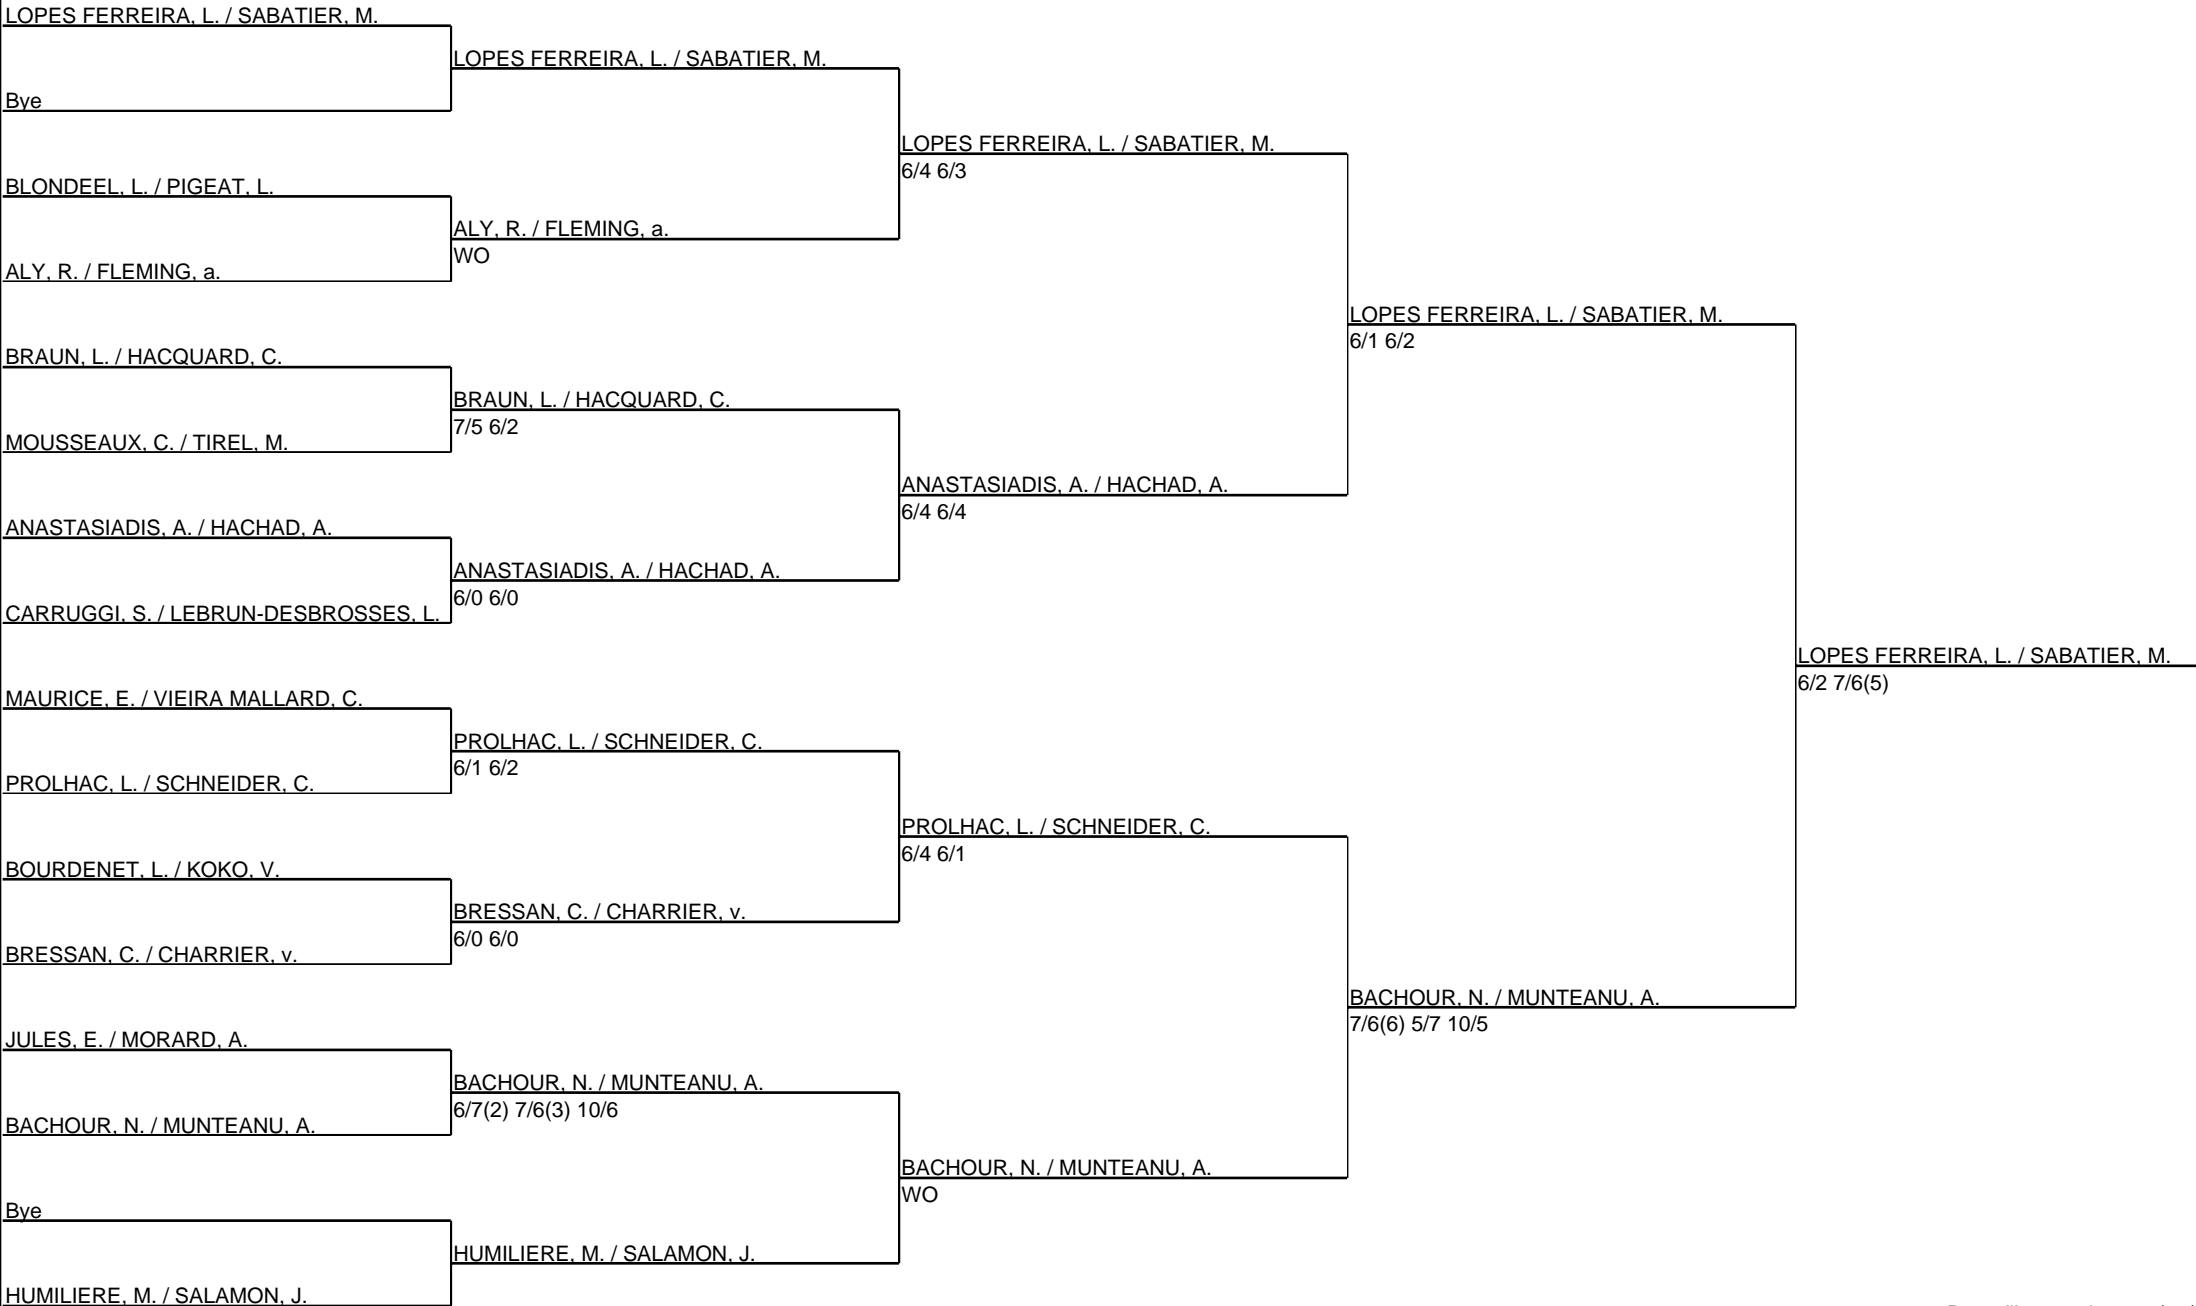 LOPES FERREIRA, L. / SABATIER, M.
LOPES FERREIRA, L. / SABATIER, M.
Bye
LOPES FERREIRA, L. / SABATIER, M.
6/4 6/3
BLONDEEL, L. / PIGEAT, L.
ALY, R. / FLEMING, a.
WO
ALY, R. / FLEMING, a.
LOPES FERREIRA, L. / SABATIER, M.
6/1 6/2
BRAUN, L. / HACQUARD, C.
BRAUN, L. / HACQUARD, C.
7/5 6/2
MOUSSEAUX, C. / TIREL, M.
ANASTASIADIS, A. / HACHAD, A.
6/4 6/4
ANASTASIADIS, A. / HACHAD, A.
ANASTASIADIS, A. / HACHAD, A.
6/0 6/0
CARRUGGI, S. / LEBRUN-DESBROSSES, L.
LOPES FERREIRA, L. / SABATIER, M.
6/2 7/6(5)
MAURICE, E. / VIEIRA MALLARD, C.
PROLHAC, L. / SCHNEIDER, C.
6/1 6/2
PROLHAC, L. / SCHNEIDER, C.
PROLHAC, L. / SCHNEIDER, C.
6/4 6/1
BOURDENET, L. / KOKO, V.
BRESSAN, C. / CHARRIER, v.
6/0 6/0
BRESSAN, C. / CHARRIER, v.
BACHOUR, N. / MUNTEANU, A.
7/6(6) 5/7 10/5
JULES, E. / MORARD, A.
BACHOUR, N. / MUNTEANU, A.
6/7(2) 7/6(3) 10/6
BACHOUR, N. / MUNTEANU, A.
BACHOUR, N. / MUNTEANU, A.
WO
Bye
HUMILIERE, M. / SALAMON, J.
HUMILIERE, M. / SALAMON, J.